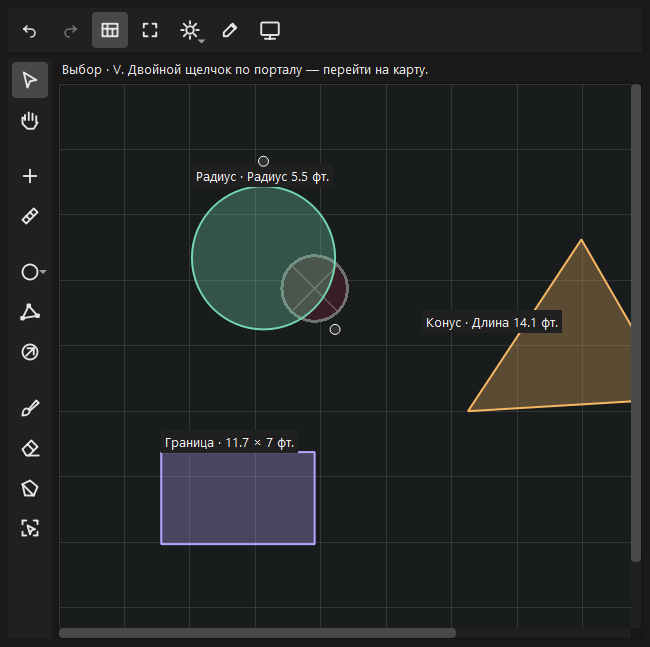 Выбор · V. Двойной щелчок по порталу — перейти на карту.
Радиус · Радиус 5.5 фт.
Конус · Длина 14.1 фт.
Граница · 11.7 × 7 фт.